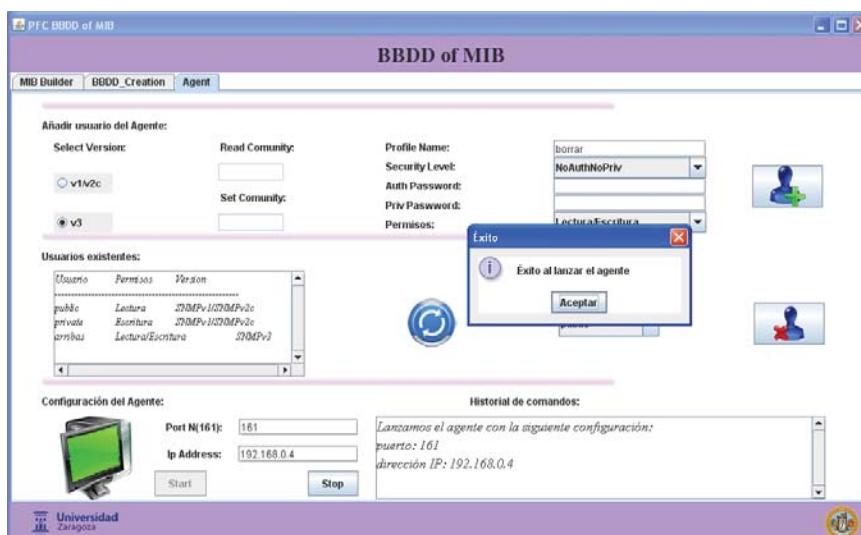 PFC BBDD of MIB
BBDD of MIB
MIB Builder BBDD_Creation Agent
Añadir usuario del Agente:
Select Version: Read Comunity: Profile Name: borrar
Security Level: NoAuthNoPriv
v1/v2c Auth Password:
Set Comunity: Priv Paswword:
v3 Permisos: Lectura/Escritura
Éxito
Usuarios existentes:
Éxito al lanzar el agente
Usuario Permisos Version
Aceptar
public Lectura SNMPv1/SNMPv2c
private Escritura SNMPv1/SNMPv2c
arribas Lectura/Escritura SNMPv3
Configuración del Agente: Historial de comandos:
Port N(161): 161 Lanzamos el agente con la siguiente configuración:
puerto: 161
Ip Address: 192.168.0.4 dirección IP: 192.168.0.4
Start Stop
Universidad
Zaragoza